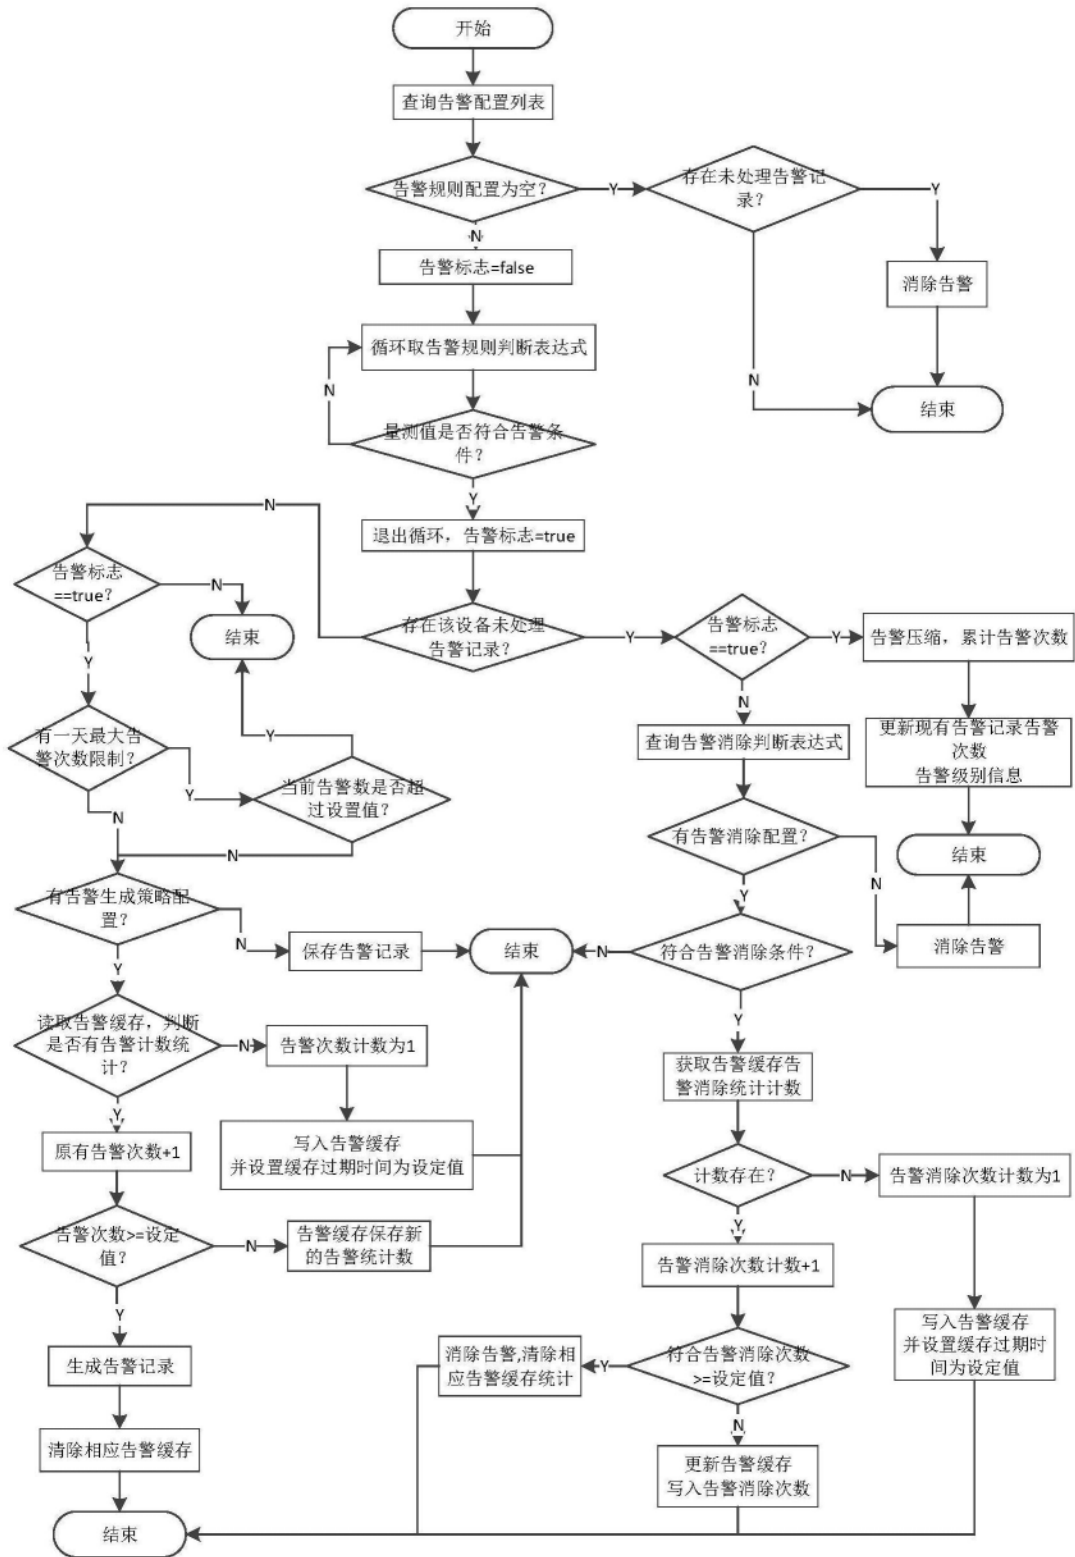 开始
查询告警配置列表
告警规则配置为空？
Y
存在未处理告警记
录？
Y
N
告警标志=false
消除告警
循环取告警规则判断表达式
N
N
结束
量测值是否符合告警条
件？
Y
N
退出循环，告警标志=true
告警标志
==true？
N
结束
存在该设备未处理
告警记录？
Y
告警标志
==true？
Y
告警压缩，累计告警次数
Y
N
有一天最大告
警次数限制？
Y
Y
当前告警数是否超
过设置值？
查询告警消除判断表达式
更新现有告警记录告警
次数
告警级别信息
N
N
有告警消除配置？
结束
N
Y
有告警生成策略配
置？
N
保存告警记录
结束
N
符合告警消除条件？
消除告警
Y
Y
读取告警缓存，判断
是否有告警计数统
计？
N
告警次数计数为1
获取告警缓存告
警消除统计计数
Y
原有告警次数+1
写入告警缓存
并设置缓存过期时间为设定值
计数存在？
N
告警消除次数计数为1
Y
告警次数>=设定
值？
N
告警缓存保存新
的告警统计数
告警消除次数计数+1
Y
写入告警缓存
并设置缓存过期时
间为设定值
生成告警记录
消除告警,清除相
应告警缓存统计
Y
符合告警消除次数
>=设定值？
N
清除相应告警缓存
更新告警缓存
写入告警消除次数
结束